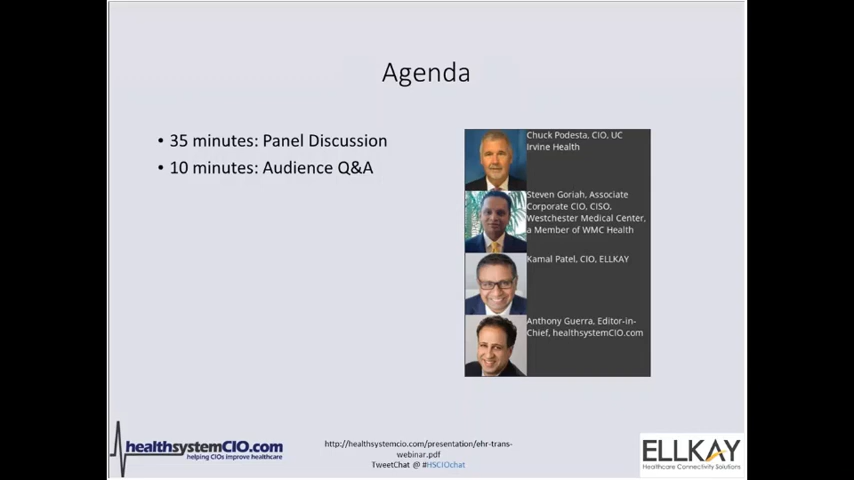 Agenda
• 35 minutes: Panel Discussion
• 10 minutes: Audience Q&A
Chuck Podesta, CIO, UC
Irvine Health
Steven Goriah, Associate
Corporate CIO, CISO,
Westchester Medical Center,
a Member of WMC Health
Kamal Patel, CIO, ELLKAY
Anthony Guerra, Editor-in-
Chief, healthsystemCIO.com
healthsystemCIO.com
helping CIOs improve healthcare
http://healthsystemcio.com/presentation/ehr-trans-
webinar.pdf
TweetChat @ #HSCIOchat
ELLKAY
Healthcare Connectivity Solutions